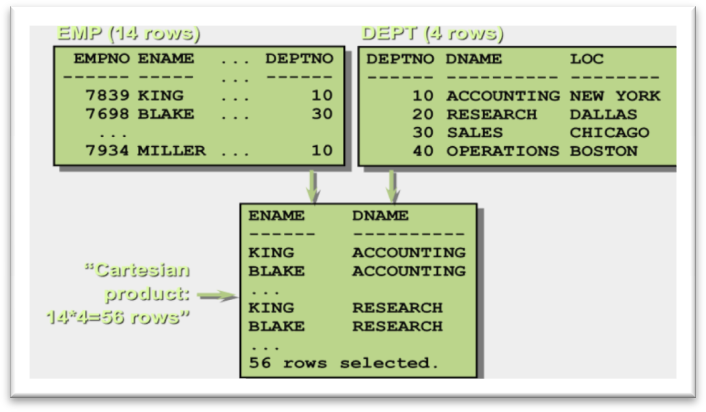 EMP (14 rows)
EMPNO ENAME ... DEPTNO
------ ----- ... ------
7839 KING ... 10
7698 BLAKE ... 30
...
7934 MILLER ... 10
DEPT (4 rows)
DEPTNO DNAME LOC
------ ---------- --------
10 ACCOUNTING NEW YORK
20 RESEARCH DALLAS
30 SALES CHICAGO
40 OPERATIONS BOSTON
"Cartesian
product:
14*4=56 rows"
ENAME DNAME
------ ----------
KING ACCOUNTING
BLAKE ACCOUNTING
...
KING RESEARCH
BLAKE RESEARCH
...
56 rows selected.